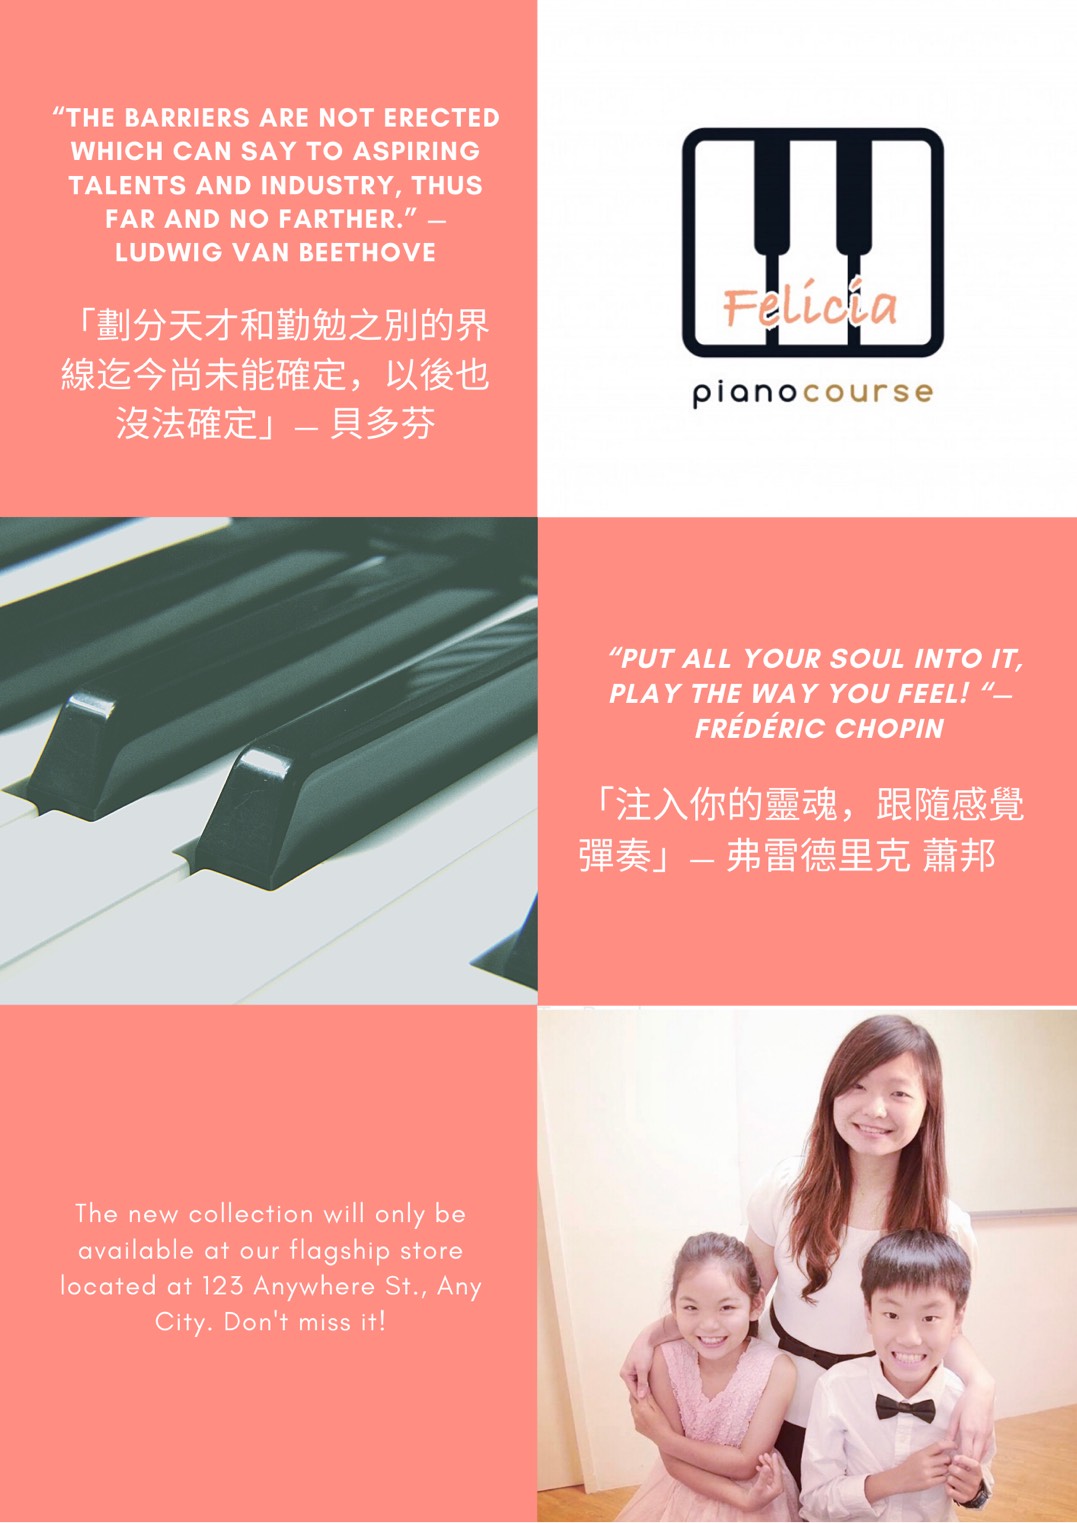 “THE BARRIERS ARE NOT ERECTED
WHICH CAN SAY TO ASPIRING
TALENTS AND INDUSTRY, THUS
FAR AND NO FARTHER.” —
LUDWIG VAN BEETHOVE
「劃分天才和勤勉之別的界
線迄今尚未能確定，以後也
沒法確定」— 貝多芬
Felicia
pianocourse
“PUT ALL YOUR SOUL INTO IT,
PLAY THE WAY YOU FEEL! “—
FRÉDÉRIC CHOPIN
「注入你的靈魂，跟隨感覺
彈奏」— 弗雷德里克 蕭邦
The new collection will only be
available at our flagship store
located at 123 Anywhere St., Any
City. Don't miss it!